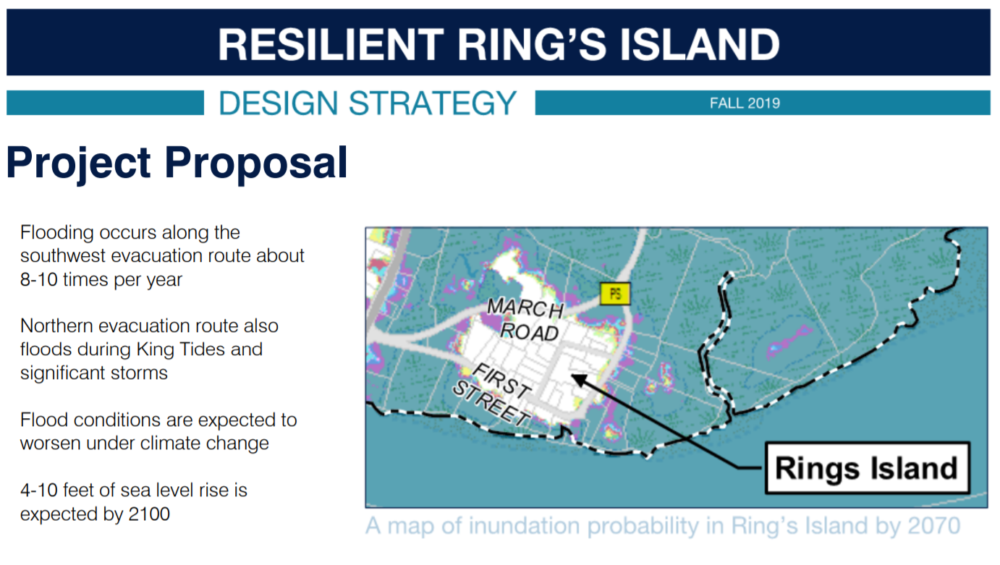 RESILIENT RING’S ISLAND
DESIGN STRATEGY
FALL 2019
Project Proposal
Flooding occurs along the
southwest evacuation route about
8-10 times per year
Northern evacuation route also
floods during King Tides and
significant storms
Flood conditions are expected to
worsen under climate change
4-10 feet of sea level rise is
expected by 2100
PS
MARCH
ROAD
FIRST
STREET
Rings Island
A map of inundation probability in Ring’s Island by 2070